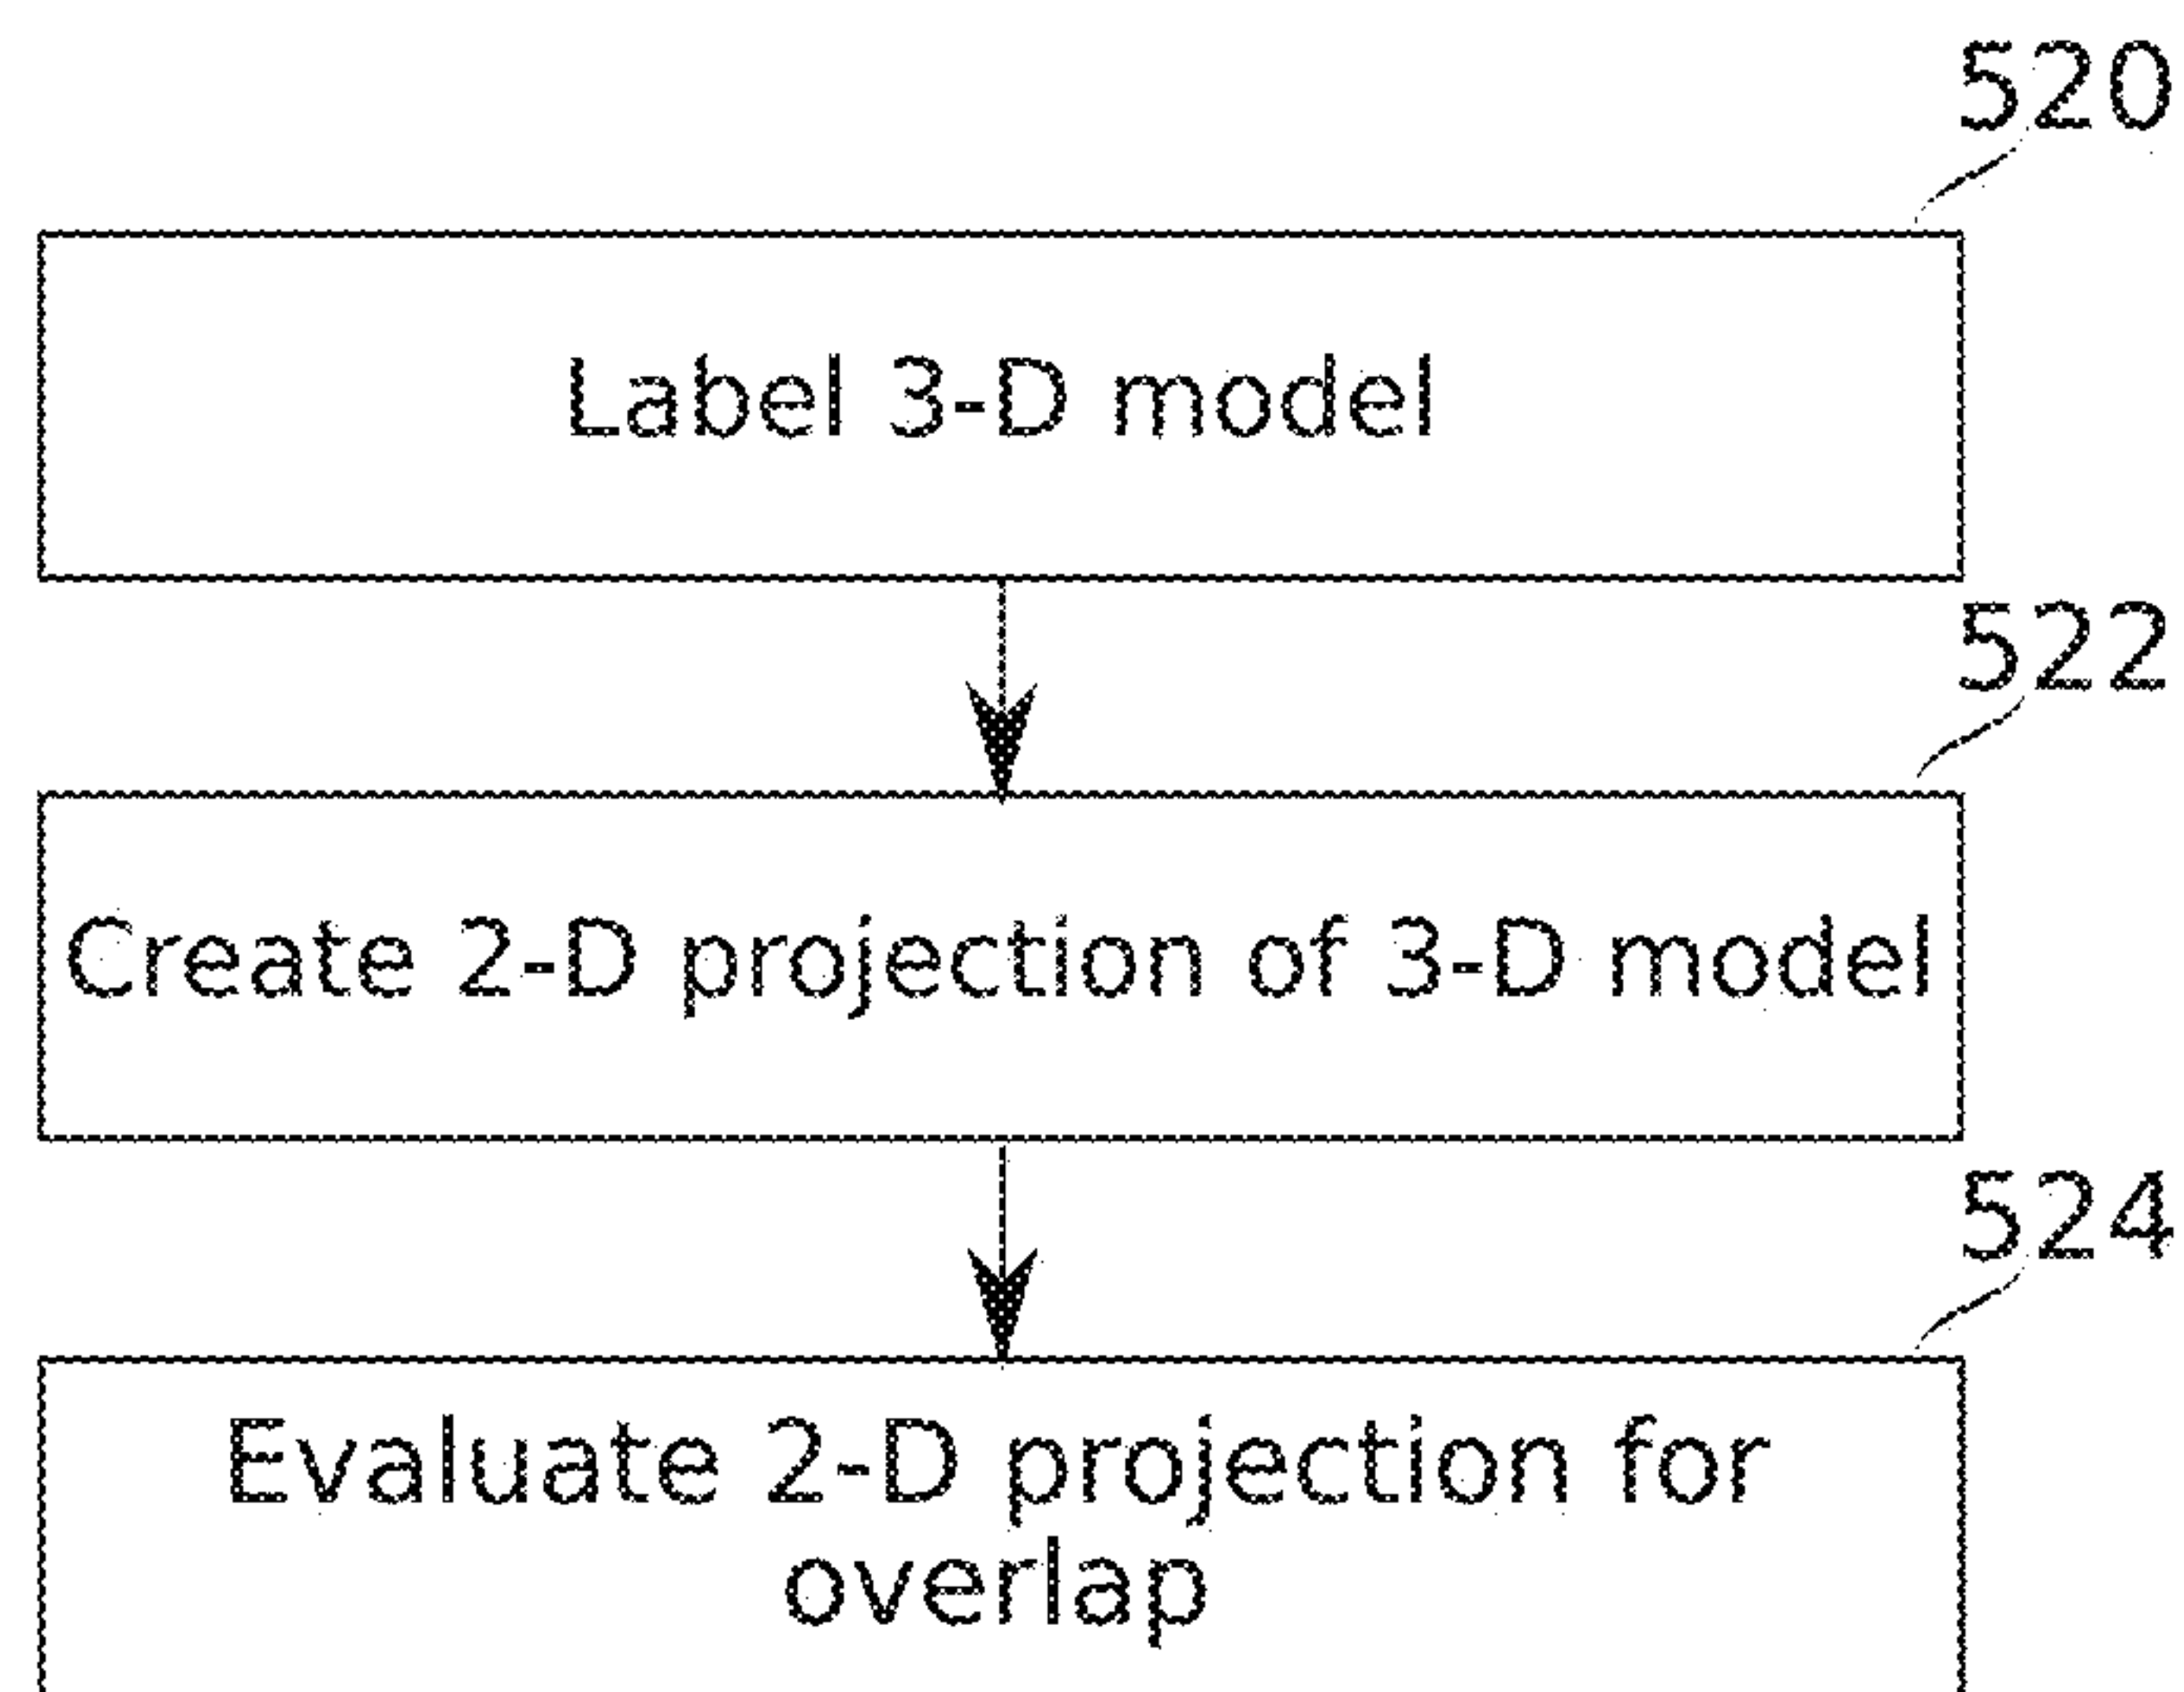 520
Label 3-D model
522
Create 2-D projection of 3-D model
524
Evaluate 2-D projection for
overlap